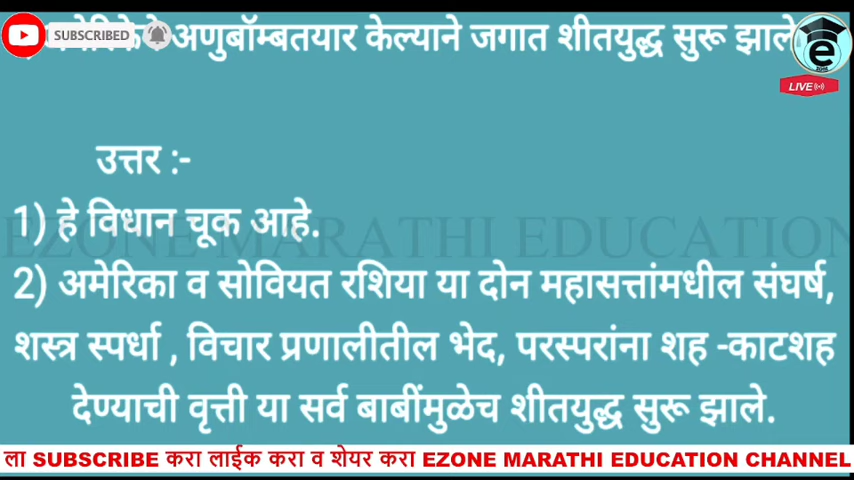 SUBSCRIBED
अणुबॉम्बतयार केल्याने जगात शीतयुद्ध सुरू झाले
e
LIVE
उत्तर :-
1) हे विधान चूक आहे.
EZONE MARATHI EDUCATION
2) अमेरिका व सोवियत रशिया या दोन महासत्तांमधील संघर्ष,
शस्त्र स्पर्धा , विचार प्रणालीतील भेद, परस्परांना शह -काटशह
देण्याची वृत्ती या सर्व बाबींमुळेच शीतयुद्ध सुरू झाले.
ला SUBSCRIBE करा लाईक करा व शेयर करा EZONE MARATHI EDUCATION CHANNEL